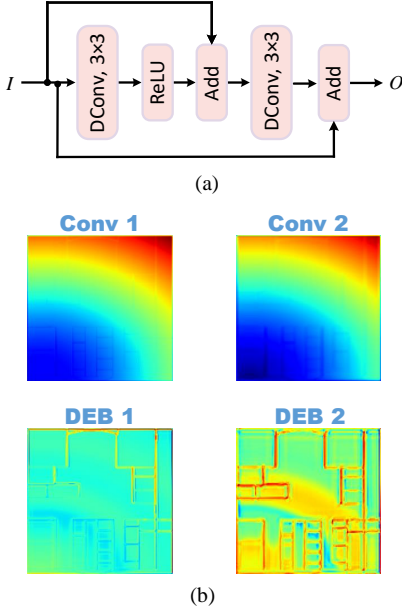 I DConv, 3×3 ReLU Add DConv, 3×3 Add O
(a)
Conv 1 Conv 2
DEB 1 DEB 2
(b)